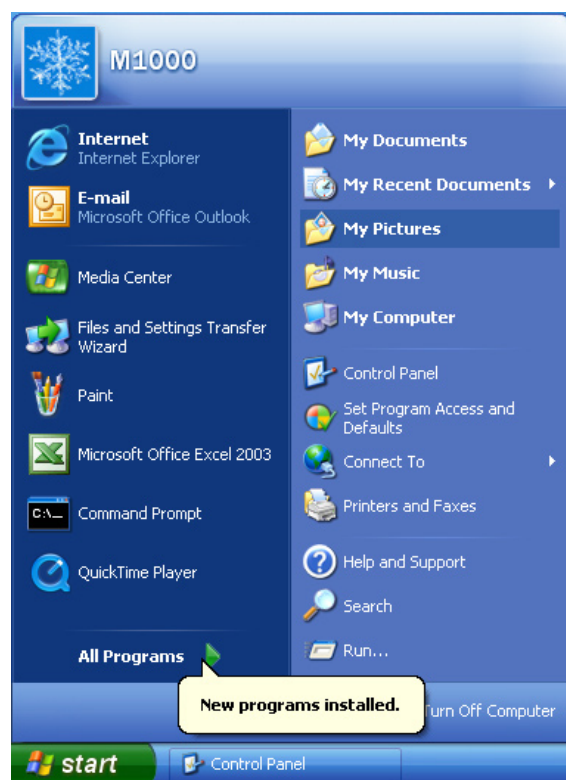 M1000
Internet
Internet Explorer
E-mail
Microsoft Office Outlook
Media Center
Files and Settings Transfer
Wizard
Paint
Microsoft Office Excel 2003
C:\_
Command Prompt
QuickTime Player
All Programs
My Documents
My Recent Documents
My Pictures
My Music
My Computer
Control Panel
Set Program Access and
Defaults
Connect To
Printers and Faxes
Help and Support
Search
Run...
New programs installed.
Turn Off Computer
start
Control Panel